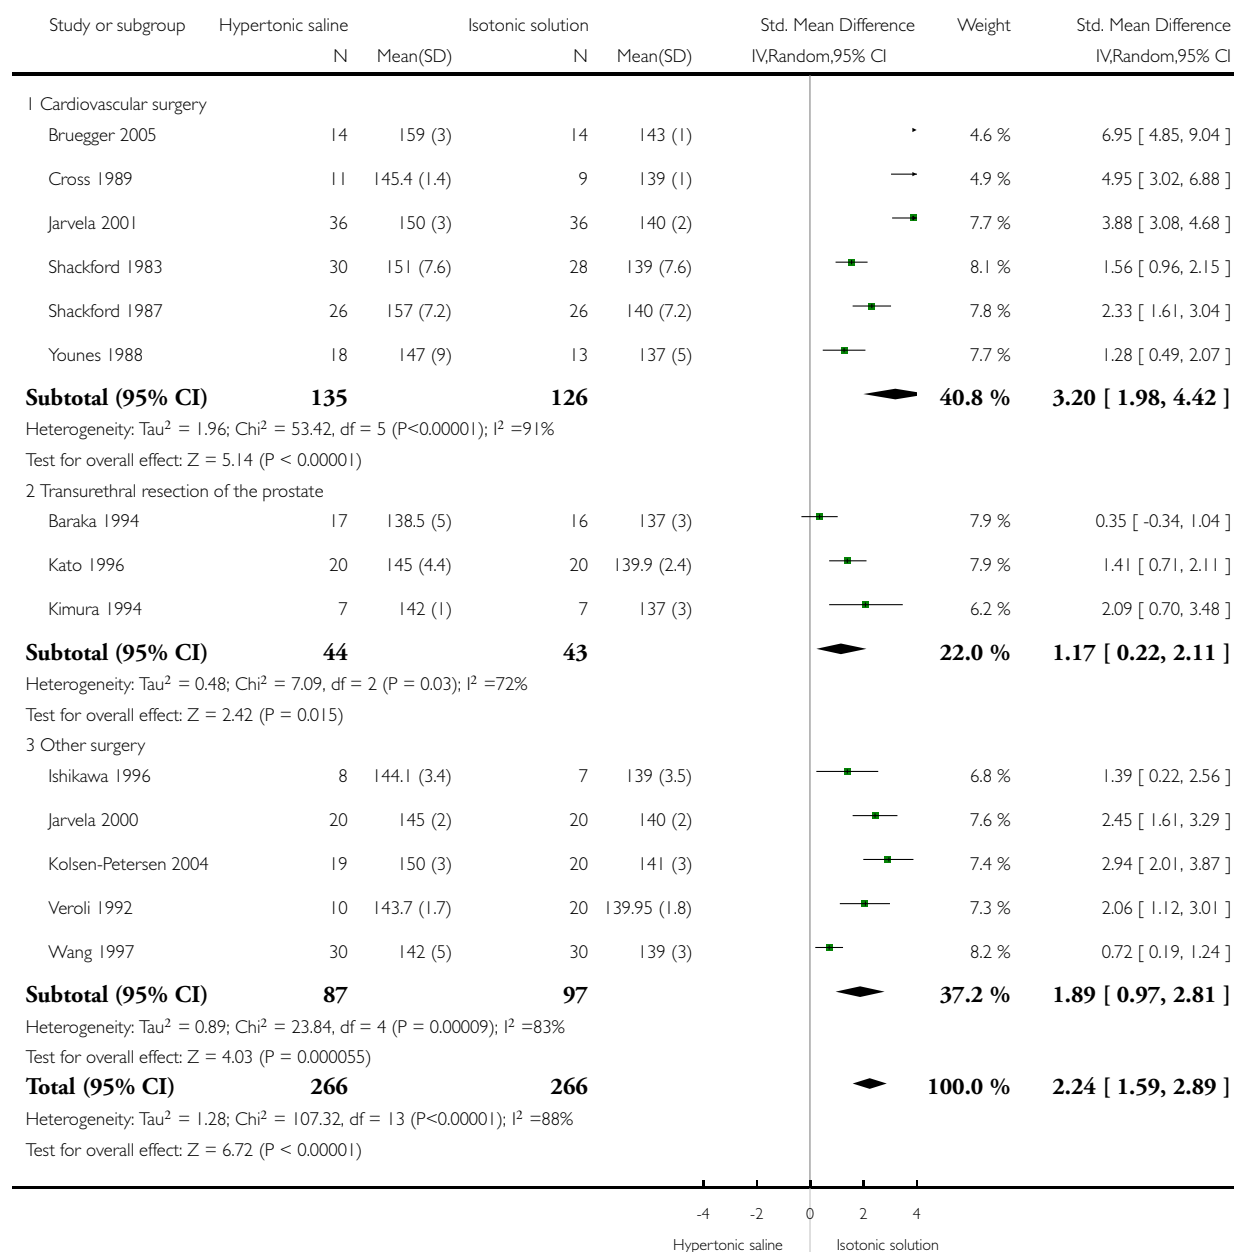 Study or subgroup Hypertonic saline Isotonic solution Std. Mean Difference Weight Std. Mean Difference
N Mean(SD) N Mean(SD) IV,Random,95% CI IV,Random,95% CI
1 Cardiovascular surgery
Bruegger 2005 14 159 (3) 14 143 (1) 4.6 % 6.95 [ 4.85, 9.04 ]
Cross 1989 11 145.4 (1.4) 9 139 (1) 4.9 % 4.95 [ 3.02, 6.88 ]
Jarvela 2001 36 150 (3) 36 140 (2) 7.7 % 3.88 [ 3.08, 4.68 ]
Shackford 1983 30 151 (7.6) 28 139 (7.6) 8.1 % 1.56 [ 0.96, 2.15 ]
Shackford 1987 26 157 (7.2) 26 140 (7.2) 7.8 % 2.33 [ 1.61, 3.04 ]
Younes 1988 18 147 (9) 13 137 (5) 7.7 % 1.28 [ 0.49, 2.07 ]
Subtotal (95% CI) 135 126 40.8 % 3.20 [ 1.98, 4.42 ]
Heterogeneity: Tau² = 1.96; Chi² = 53.42, df = 5 (P<0.00001); I² =91%
Test for overall effect: Z = 5.14 (P < 0.00001)
2 Transurethral resection of the prostate
Baraka 1994 17 138.5 (5) 16 137 (3) 7.9 % 0.35 [ -0.34, 1.04 ]
Kato 1996 20 145 (4.4) 20 139.9 (2.4) 7.9 % 1.41 [ 0.71, 2.11 ]
Kimura 1994 7 142 (1) 7 137 (3) 6.2 % 2.09 [ 0.70, 3.48 ]
Subtotal (95% CI) 44 43 22.0 % 1.17 [ 0.22, 2.11 ]
Heterogeneity: Tau² = 0.48; Chi² = 7.09, df = 2 (P = 0.03); I² =72%
Test for overall effect: Z = 2.42 (P = 0.015)
3 Other surgery
Ishikawa 1996 8 144.1 (3.4) 7 139 (3.5) 6.8 % 1.39 [ 0.22, 2.56 ]
Jarvela 2000 20 145 (2) 20 140 (2) 7.6 % 2.45 [ 1.61, 3.29 ]
Kolsen-Petersen 2004 19 150 (3) 20 141 (3) 7.4 % 2.94 [ 2.01, 3.87 ]
Veroli 1992 10 143.7 (1.7) 20 139.95 (1.8) 7.3 % 2.06 [ 1.12, 3.01 ]
Wang 1997 30 142 (5) 30 139 (3) 8.2 % 0.72 [ 0.19, 1.24 ]
Subtotal (95% CI) 87 97 37.2 % 1.89 [ 0.97, 2.81 ]
Heterogeneity: Tau² = 0.89; Chi² = 23.84, df = 4 (P = 0.00009); I² =83%
Test for overall effect: Z = 4.03 (P = 0.000055)
Total (95% CI) 266 266 100.0 % 2.24 [ 1.59, 2.89 ]
Heterogeneity: Tau² = 1.28; Chi² = 107.32, df = 13 (P<0.00001); I² =88%
Test for overall effect: Z = 6.72 (P < 0.00001)
-4 -2 0 2 4
Hypertonic saline Isotonic solution